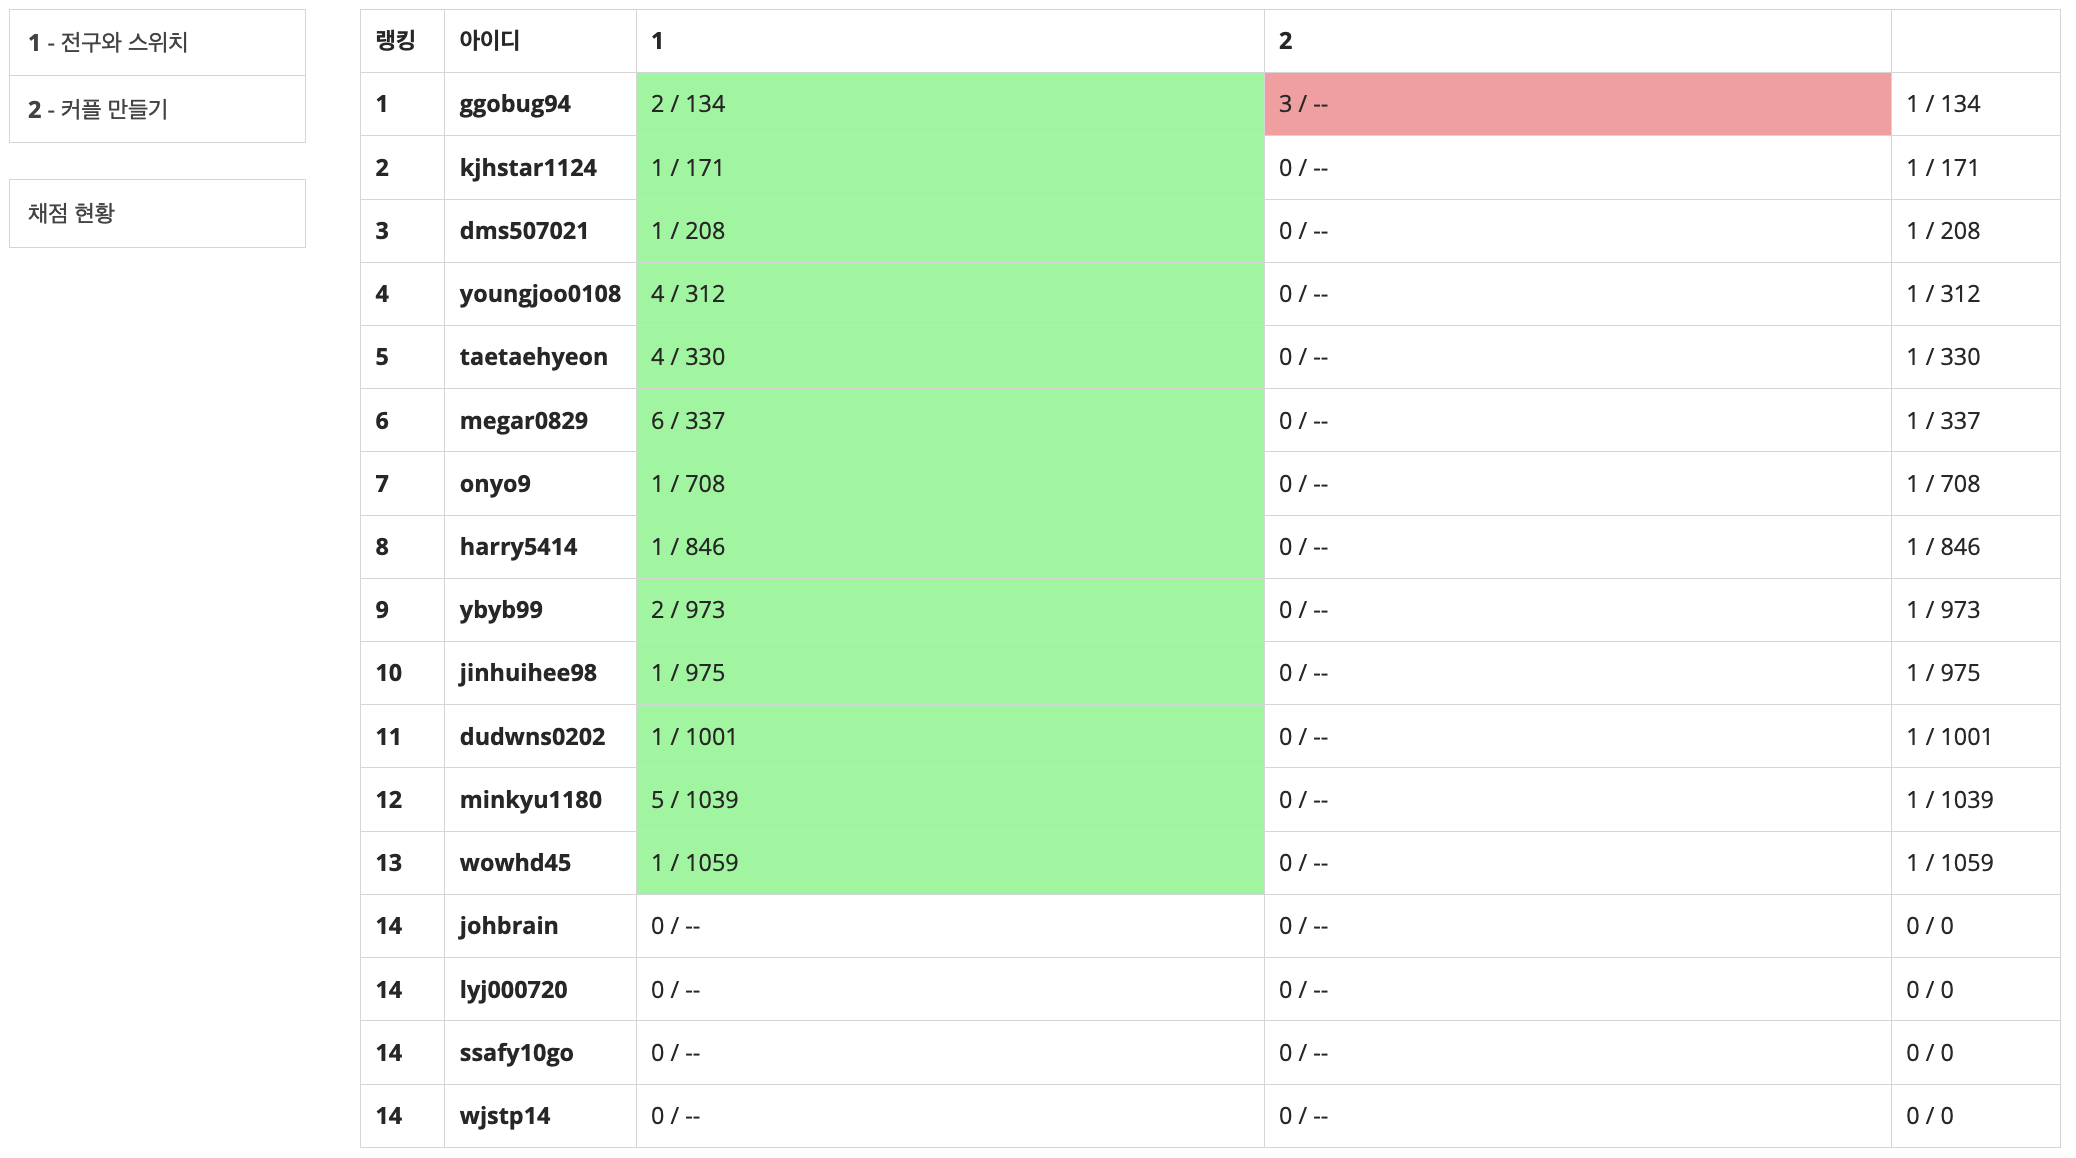 1 - 전구와 스위치
2 - 커플 만들기
채점 현황
랭킹 아이디 1 2
1 ggobug94 2 / 134 3 / -- 1 / 134
2 kjhstar1124 1 / 171 0 / -- 1 / 171
3 dms507021 1 / 208 0 / -- 1 / 208
4 youngjoo0108 4 / 312 0 / -- 1 / 312
5 taetaehyeon 4 / 330 0 / -- 1 / 330
6 megar0829 6 / 337 0 / -- 1 / 337
7 onyo9 1 / 708 0 / -- 1 / 708
8 harry5414 1 / 846 0 / -- 1 / 846
9 ybyb99 2 / 973 0 / -- 1 / 973
10 jinhuihee98 1 / 975 0 / -- 1 / 975
11 dudwns0202 1 / 1001 0 / -- 1 / 1001
12 minkyu1180 5 / 1039 0 / -- 1 / 1039
13 wowhd45 1 / 1059 0 / -- 1 / 1059
14 johbrain 0 / -- 0 / -- 0 / 0
14 lyj000720 0 / -- 0 / -- 0 / 0
14 ssafy10go 0 / -- 0 / -- 0 / 0
14 wjstp14 0 / -- 0 / -- 0 / 0